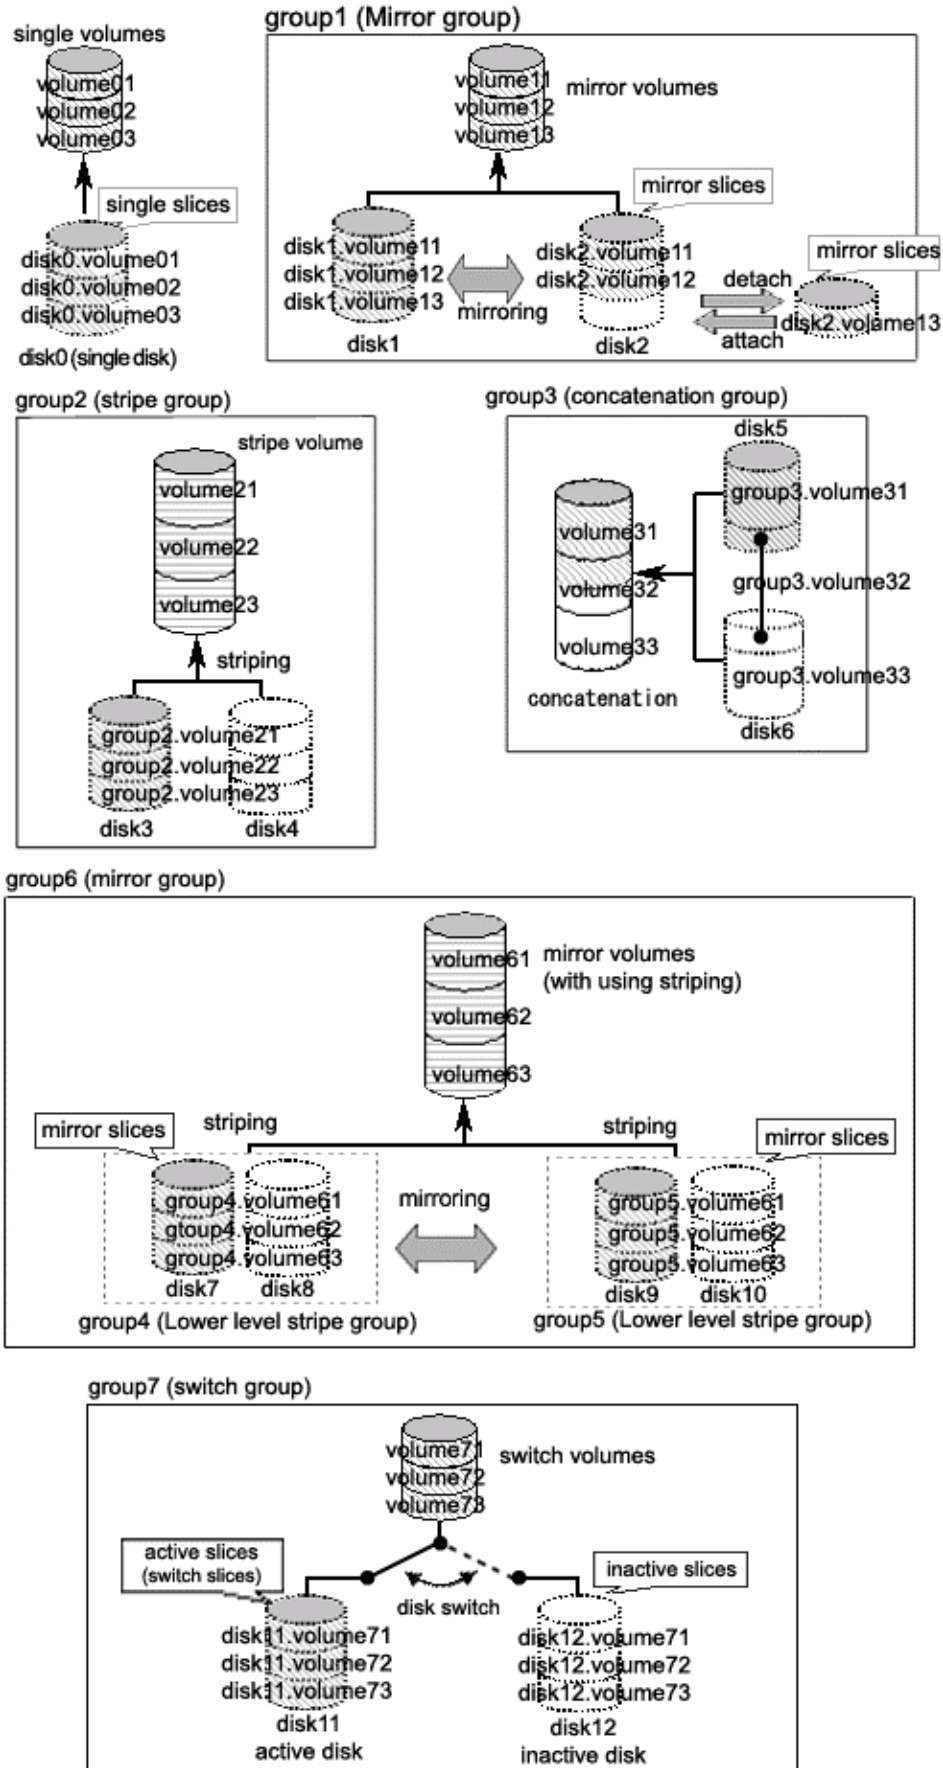 single volumes
volume01
volume02
volume03
single slices
disk0.volume01
disk0.volume02
disk0.volume03
disk0 (single disk)
group1 (Mirror group)
volume11
volume12
volume13
mirror volumes
mirror slices
disk1.volume11
disk1.volume12
disk1.volume13
disk1
mirroring
disk2.volume11
disk2.volume12
disk2
detach
attach
mirror slices
disk2.volume13
group2 (stripe group)
stripe volume
volume21
volume22
volume23
striping
group2.volume21
group2.volume22
group2.volume23
disk3
disk4
group3 (concatenation group)
disk5
volume31
volume32
volume33
concatenation
group3.volume31
group3.volume32
group3.volume33
disk6
group6 (mirror group)
volume61
volume62
volume63
mirror volumes
(with using striping)
mirror slices
striping
striping
mirror slices
group4.volume61
gtoup4.volume62
group4.volume63
disk7
disk8
group4 (Lower level stripe group)
mirroring
group5.volume61
group5.volume62
group5.volume63
disk9
disk10
group5 (Lower level stripe group)
group7 (switch group)
volume71
volume72
volume73
switch volumes
active slices
(switch slices)
disk switch
inactive slices
disk11.volume71
disk11.volume72
disk11.volume73
disk11
active disk
disk12.volume71
disk12.volume72
disk12.volume73
disk12
inactive disk